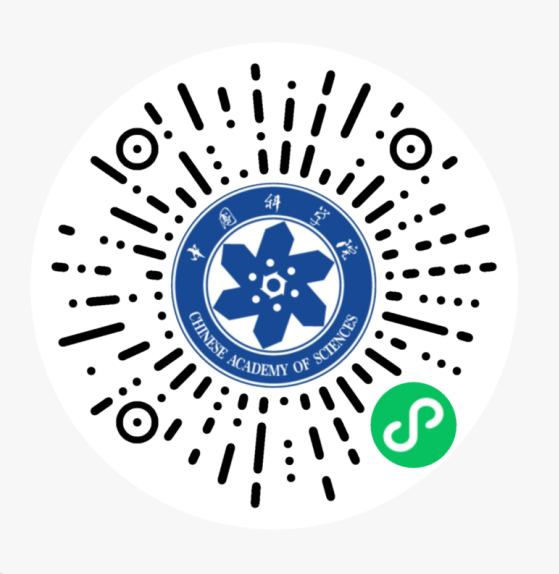 中国科学院
CHINESE ACADEMY OF SCIENCES